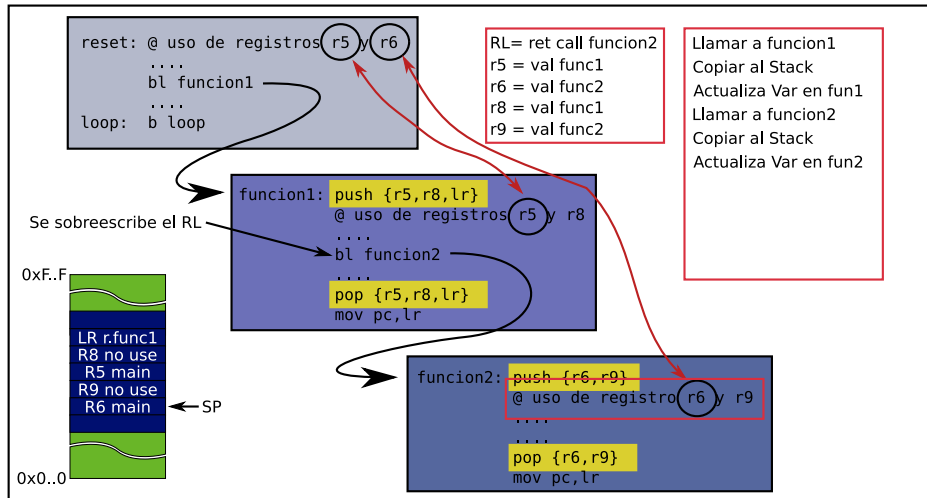 reset: @ uso de registros r5 y r6
....
bl funcion1
....
loop: b loop
RL= ret call funcion2
r5 = val func1
r6 = val func2
r8 = val func1
r9 = val func2
Llamar a funcion1
Copiar al Stack
Actualiza Var en fun1
Llamar a funcion2
Copiar al Stack
Actualiza Var en fun2
funcion1: push {r5,r8,lr}
@ uso de registros r5 y r8
....
bl funcion2
....
pop {r5,r8,lr}
mov pc,lr
Se sobreescribe el RL
0xF..F
LR r.func1
R8 no use
R5 main
R9 no use
R6 main
SP
0x0..0
funcion2: push {r6,r9}
@ uso de registro r6 y r9
....
....
pop {r6,r9}
mov pc,lr